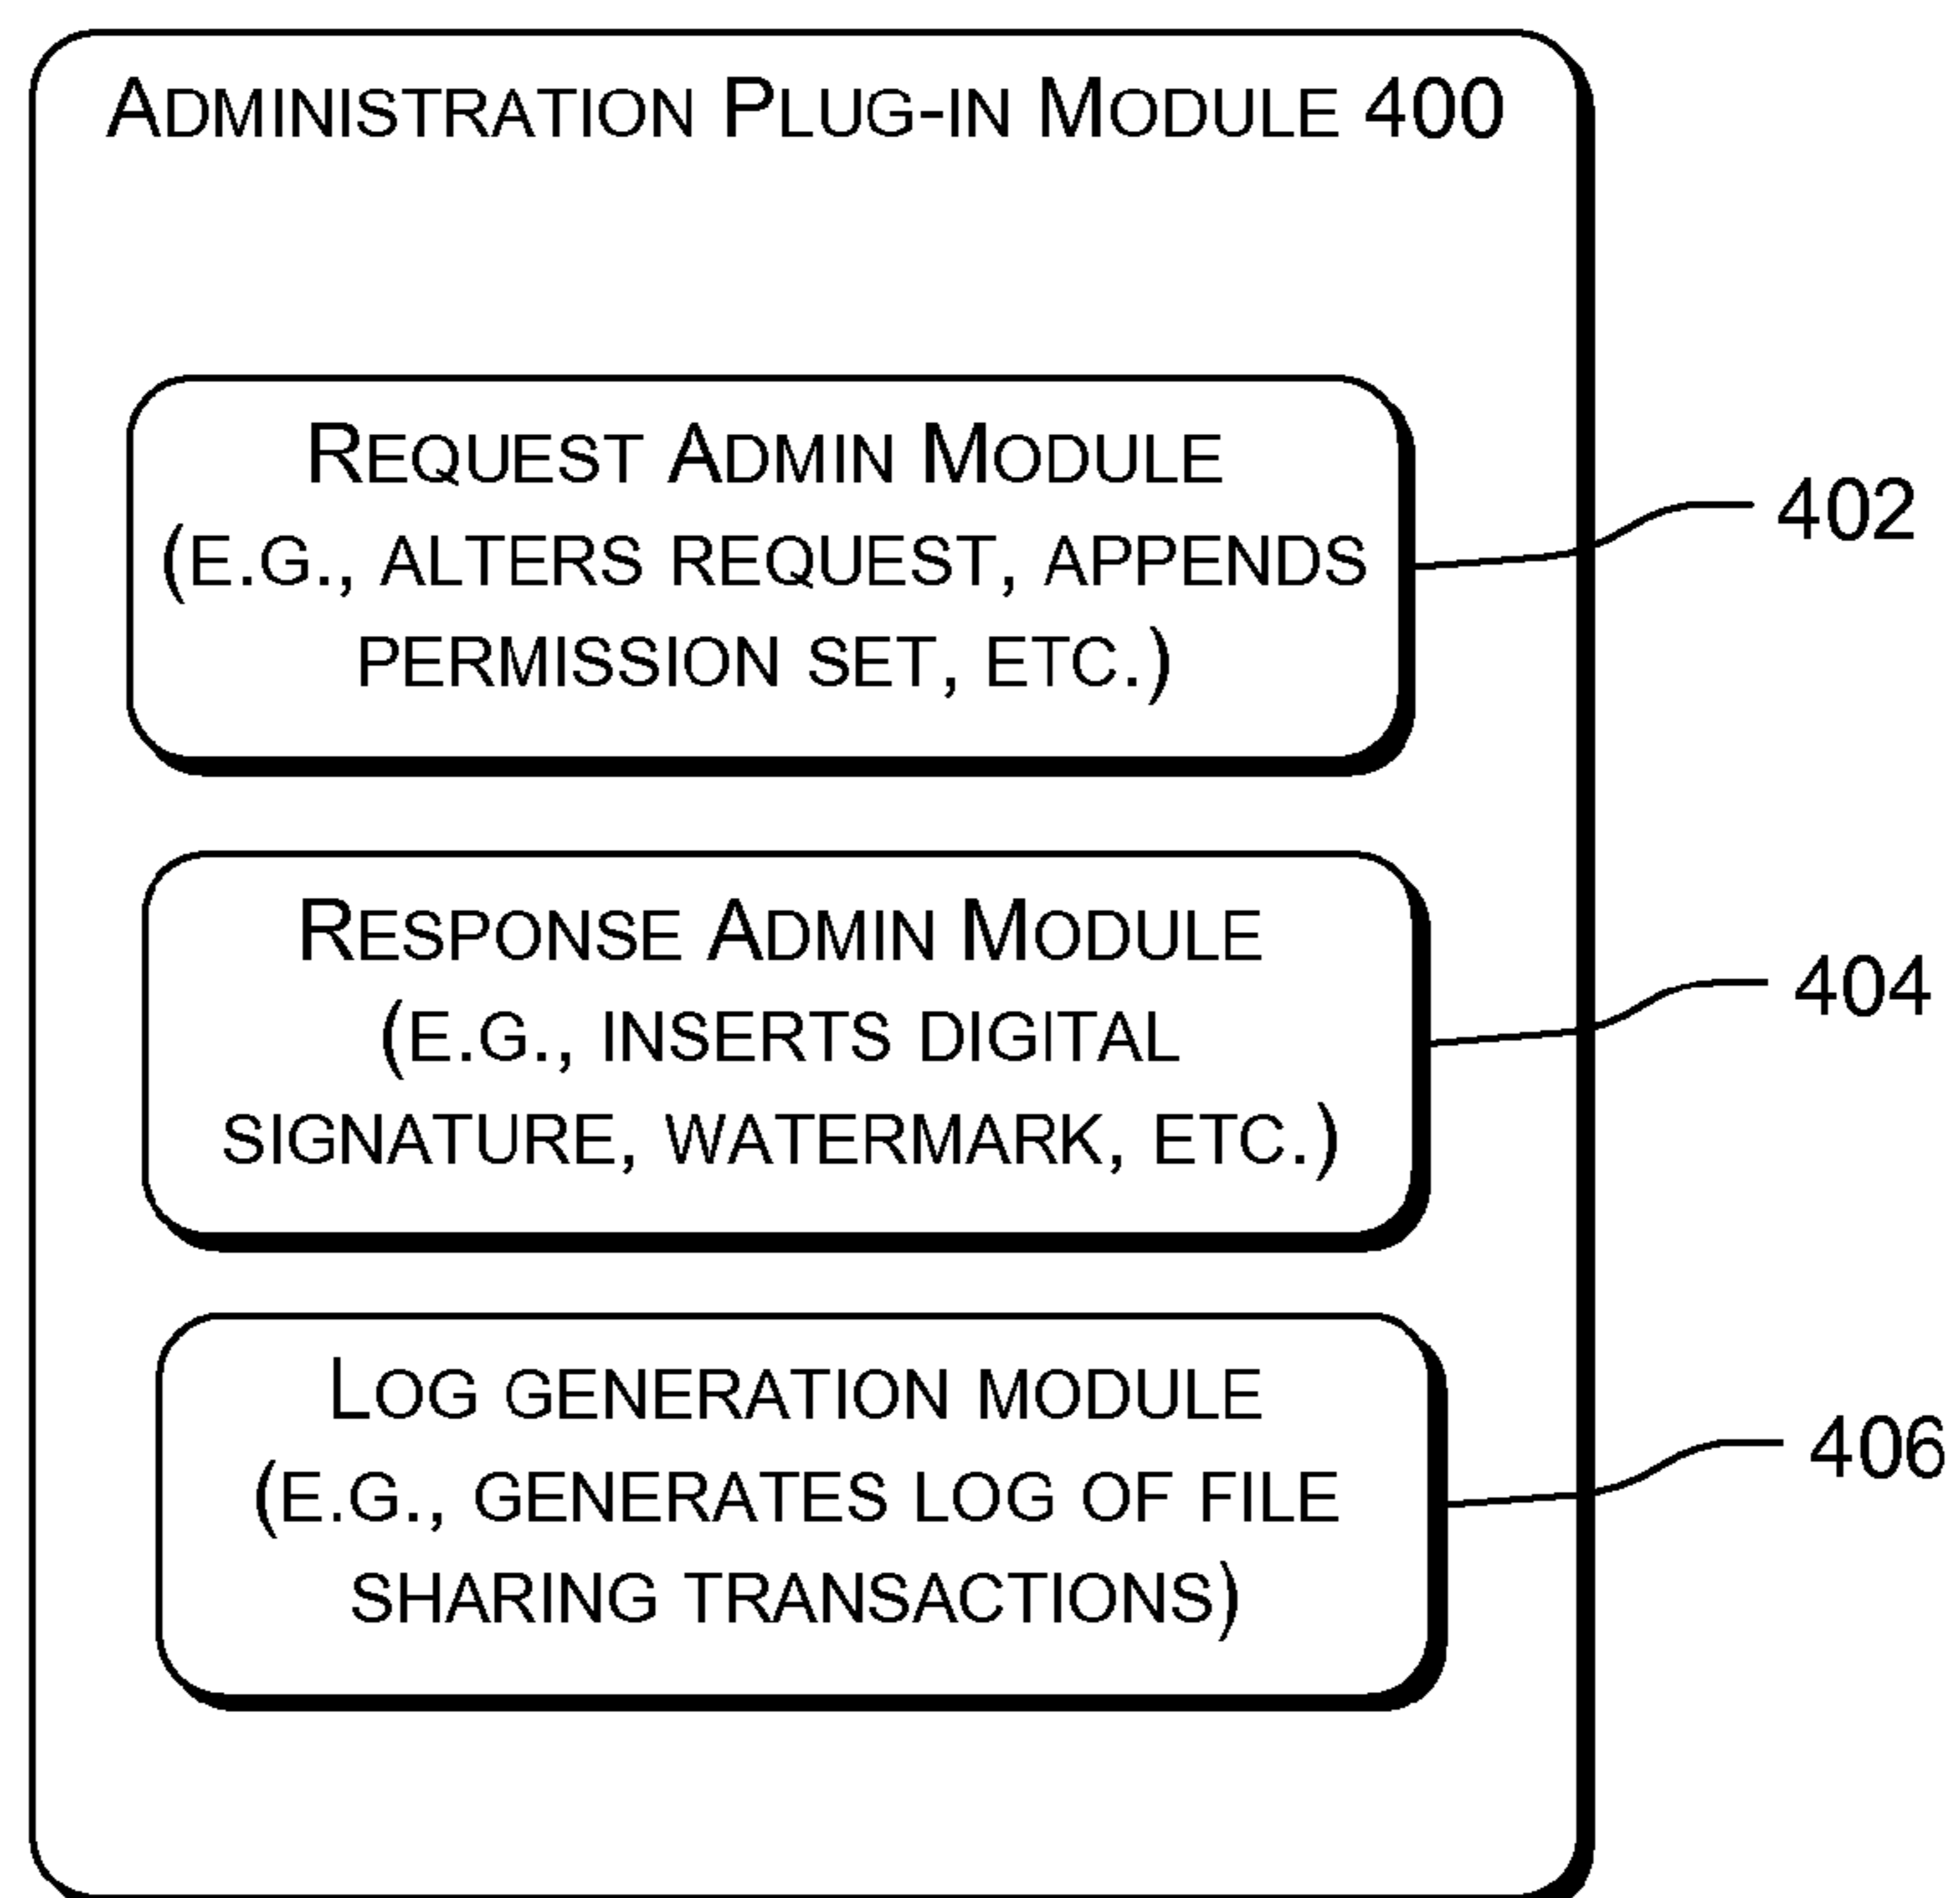 ADMINISTRATION PLUG-IN MODULE 400
REQUEST ADMIN MODULE
(E.G., ALTERS REQUEST, APPENDS
PERMISSION SET, ETC.)
402
RESPONSE ADMIN MODULE
(E.G., INSERTS DIGITAL
SIGNATURE, WATERMARK, ETC.)
404
LOG GENERATION MODULE
(E.G., GENERATES LOG OF FILE
SHARING TRANSACTIONS)
406